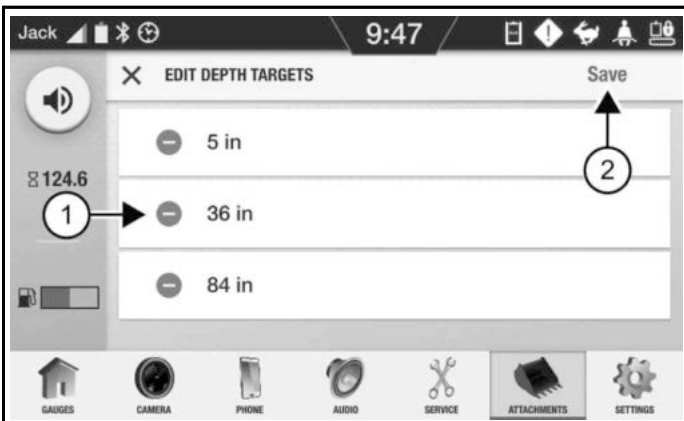 Jack 9:47
EDIT DEPTH TARGETS Save
5 in
124.6
36 in
84 in
1
2
GAUGES CAMERA PHONE AUDIO SERVICE ATTACHMENTS SETTINGS